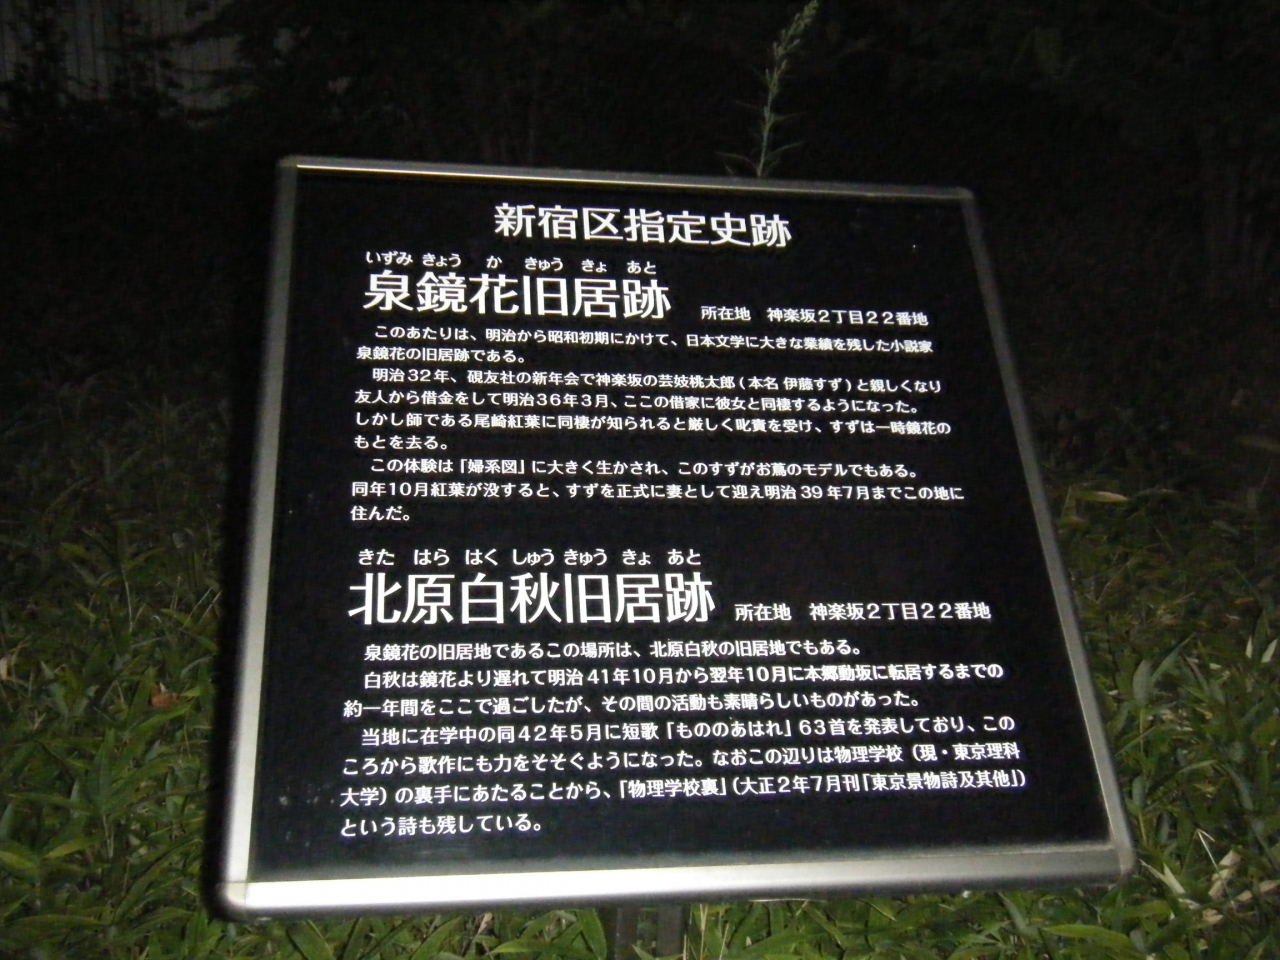 新宿区指定史跡
いずみ きょう か きゅう きょ あと
泉鏡花旧居跡 所在地 神楽坂2丁目22番地
このあたりは、明治から昭和初期にかけて、日本文学に大きな業績を残した小説家
泉鏡花の旧居跡である。
明治32年、硯友社の新年会で神楽坂の芸妓桃太郎(本名 伊藤すず)と親しくなり
友人から借金をして明治36年3月、ここの借家に彼女と同棲するようになった。
しかし師である尾崎紅葉に同棲が知られると厳しく叱責を受け、すずは一時鏡花の
もとを去る。
この体験は「婦系図」に大きく生かされ、このすずがお蔦のモデルでもある。
同年10月紅葉が没すると、すずを正式に妻として迎え明治39年7月までこの地に
住んだ。
きた はら はく しゅう きゅう きょ あと
北原白秋旧居跡 所在地 神楽坂2丁目22番地
泉鏡花の旧居地であるこの場所は、北原白秋の旧居地でもある。
白秋は鏡花より遅れて明治41年10月から翌年10月に本郷動坂に転居するまでの
約一年間をここで過ごしたが、その間の活動も素晴らしいものがあった。
当地に在学中の同42年5月に短歌「もののあはれ」63首を発表しており、この
ころから歌作にも力をそそぐようになった。なおこの辺りは物理学校(現・東京理科
大学)の裏手にあたることから、「物理学校裏」(大正2年7月刊「東京景物詩及其他」)
という詩も残している。